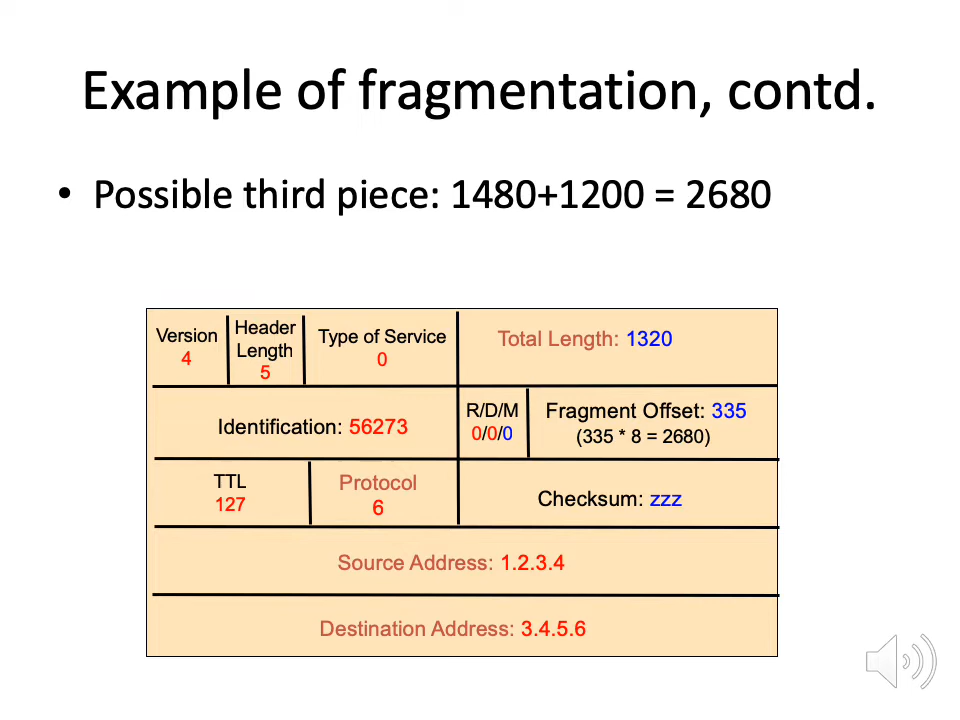 Example of fragmentation, contd.
• Possible third piece: 1480+1200 = 2680
Version
4
Header
Length
5
Type of Service
0
Total Length: 1320
Identification: 56273
R/D/M
0/0/0
Fragment Offset: 335
(335 * 8 = 2680)
TTL
127
Protocol
6
Checksum: zzz
Source Address: 1.2.3.4
Destination Address: 3.4.5.6